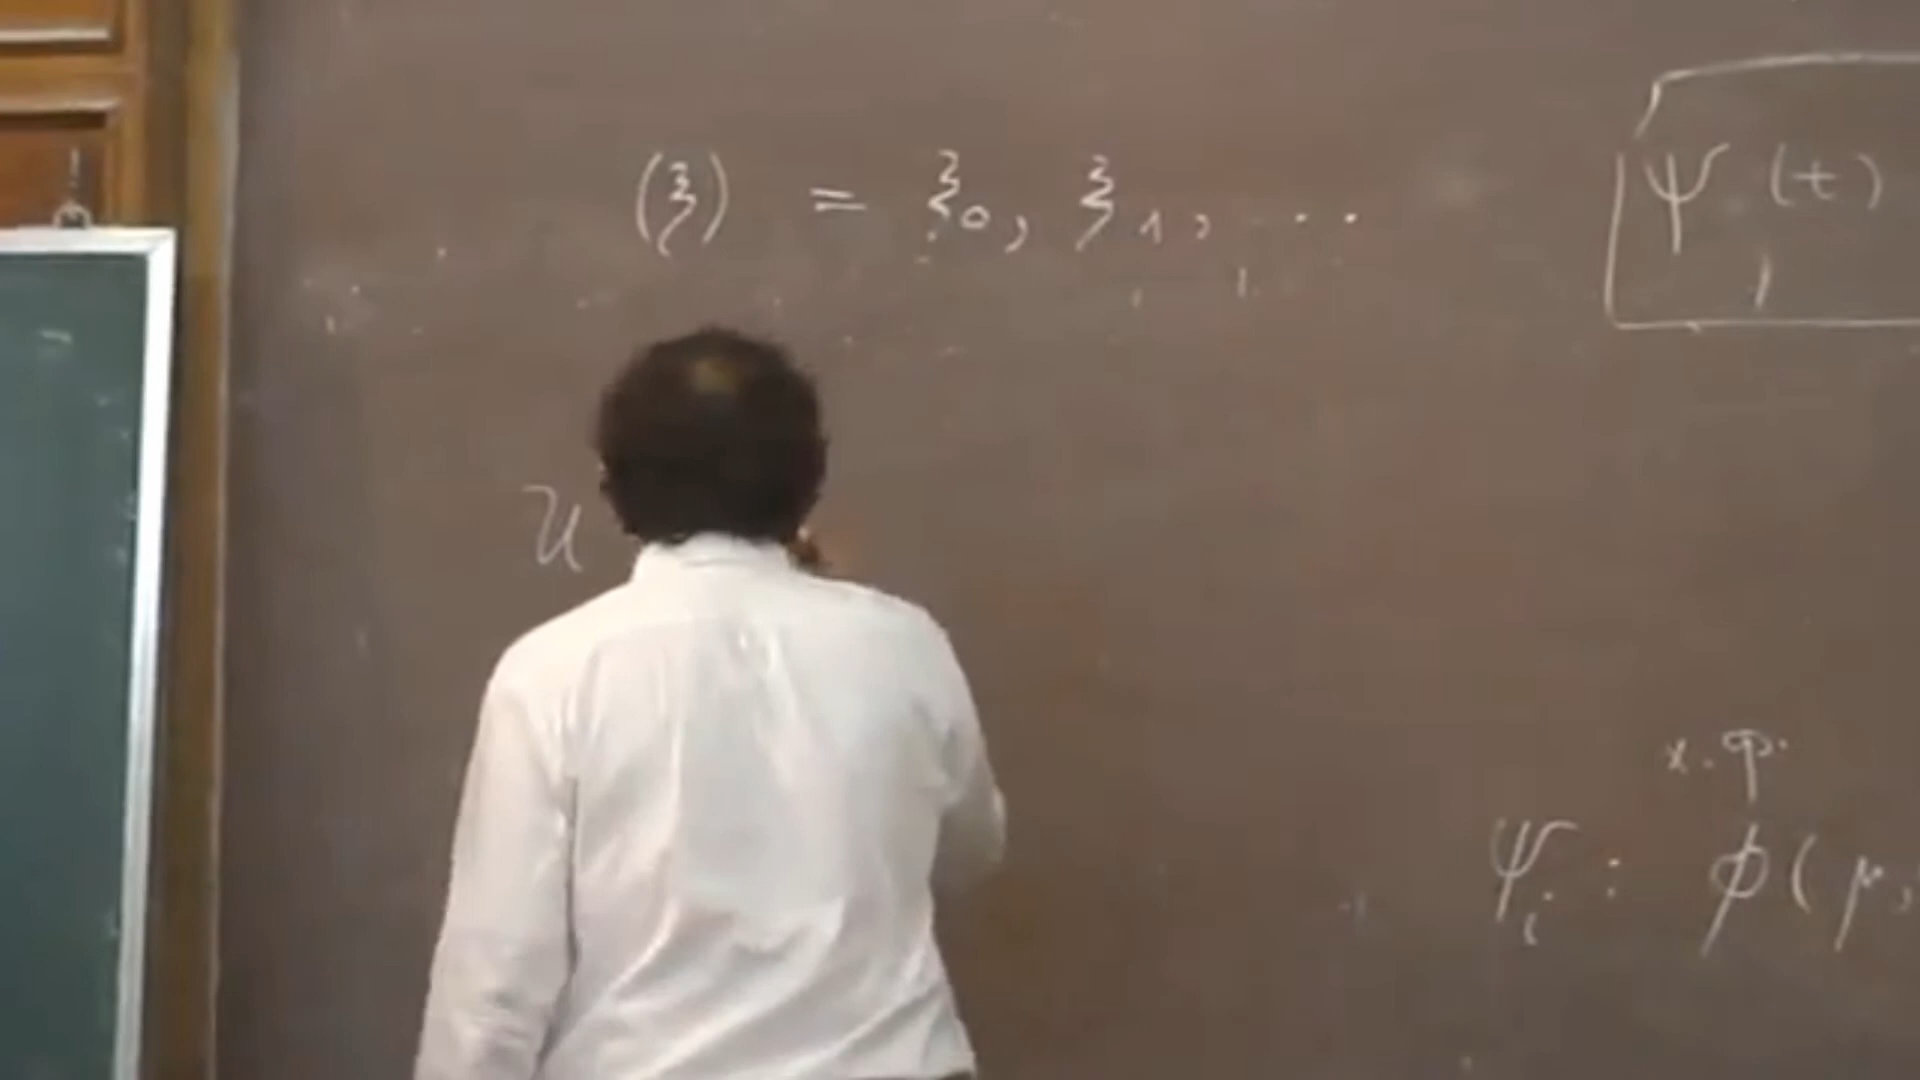 (ξ) = ξ₀, ξ₁, ...
ψ (t)
𝒰
х.ф.
ψᵢ : ϕ(μ,